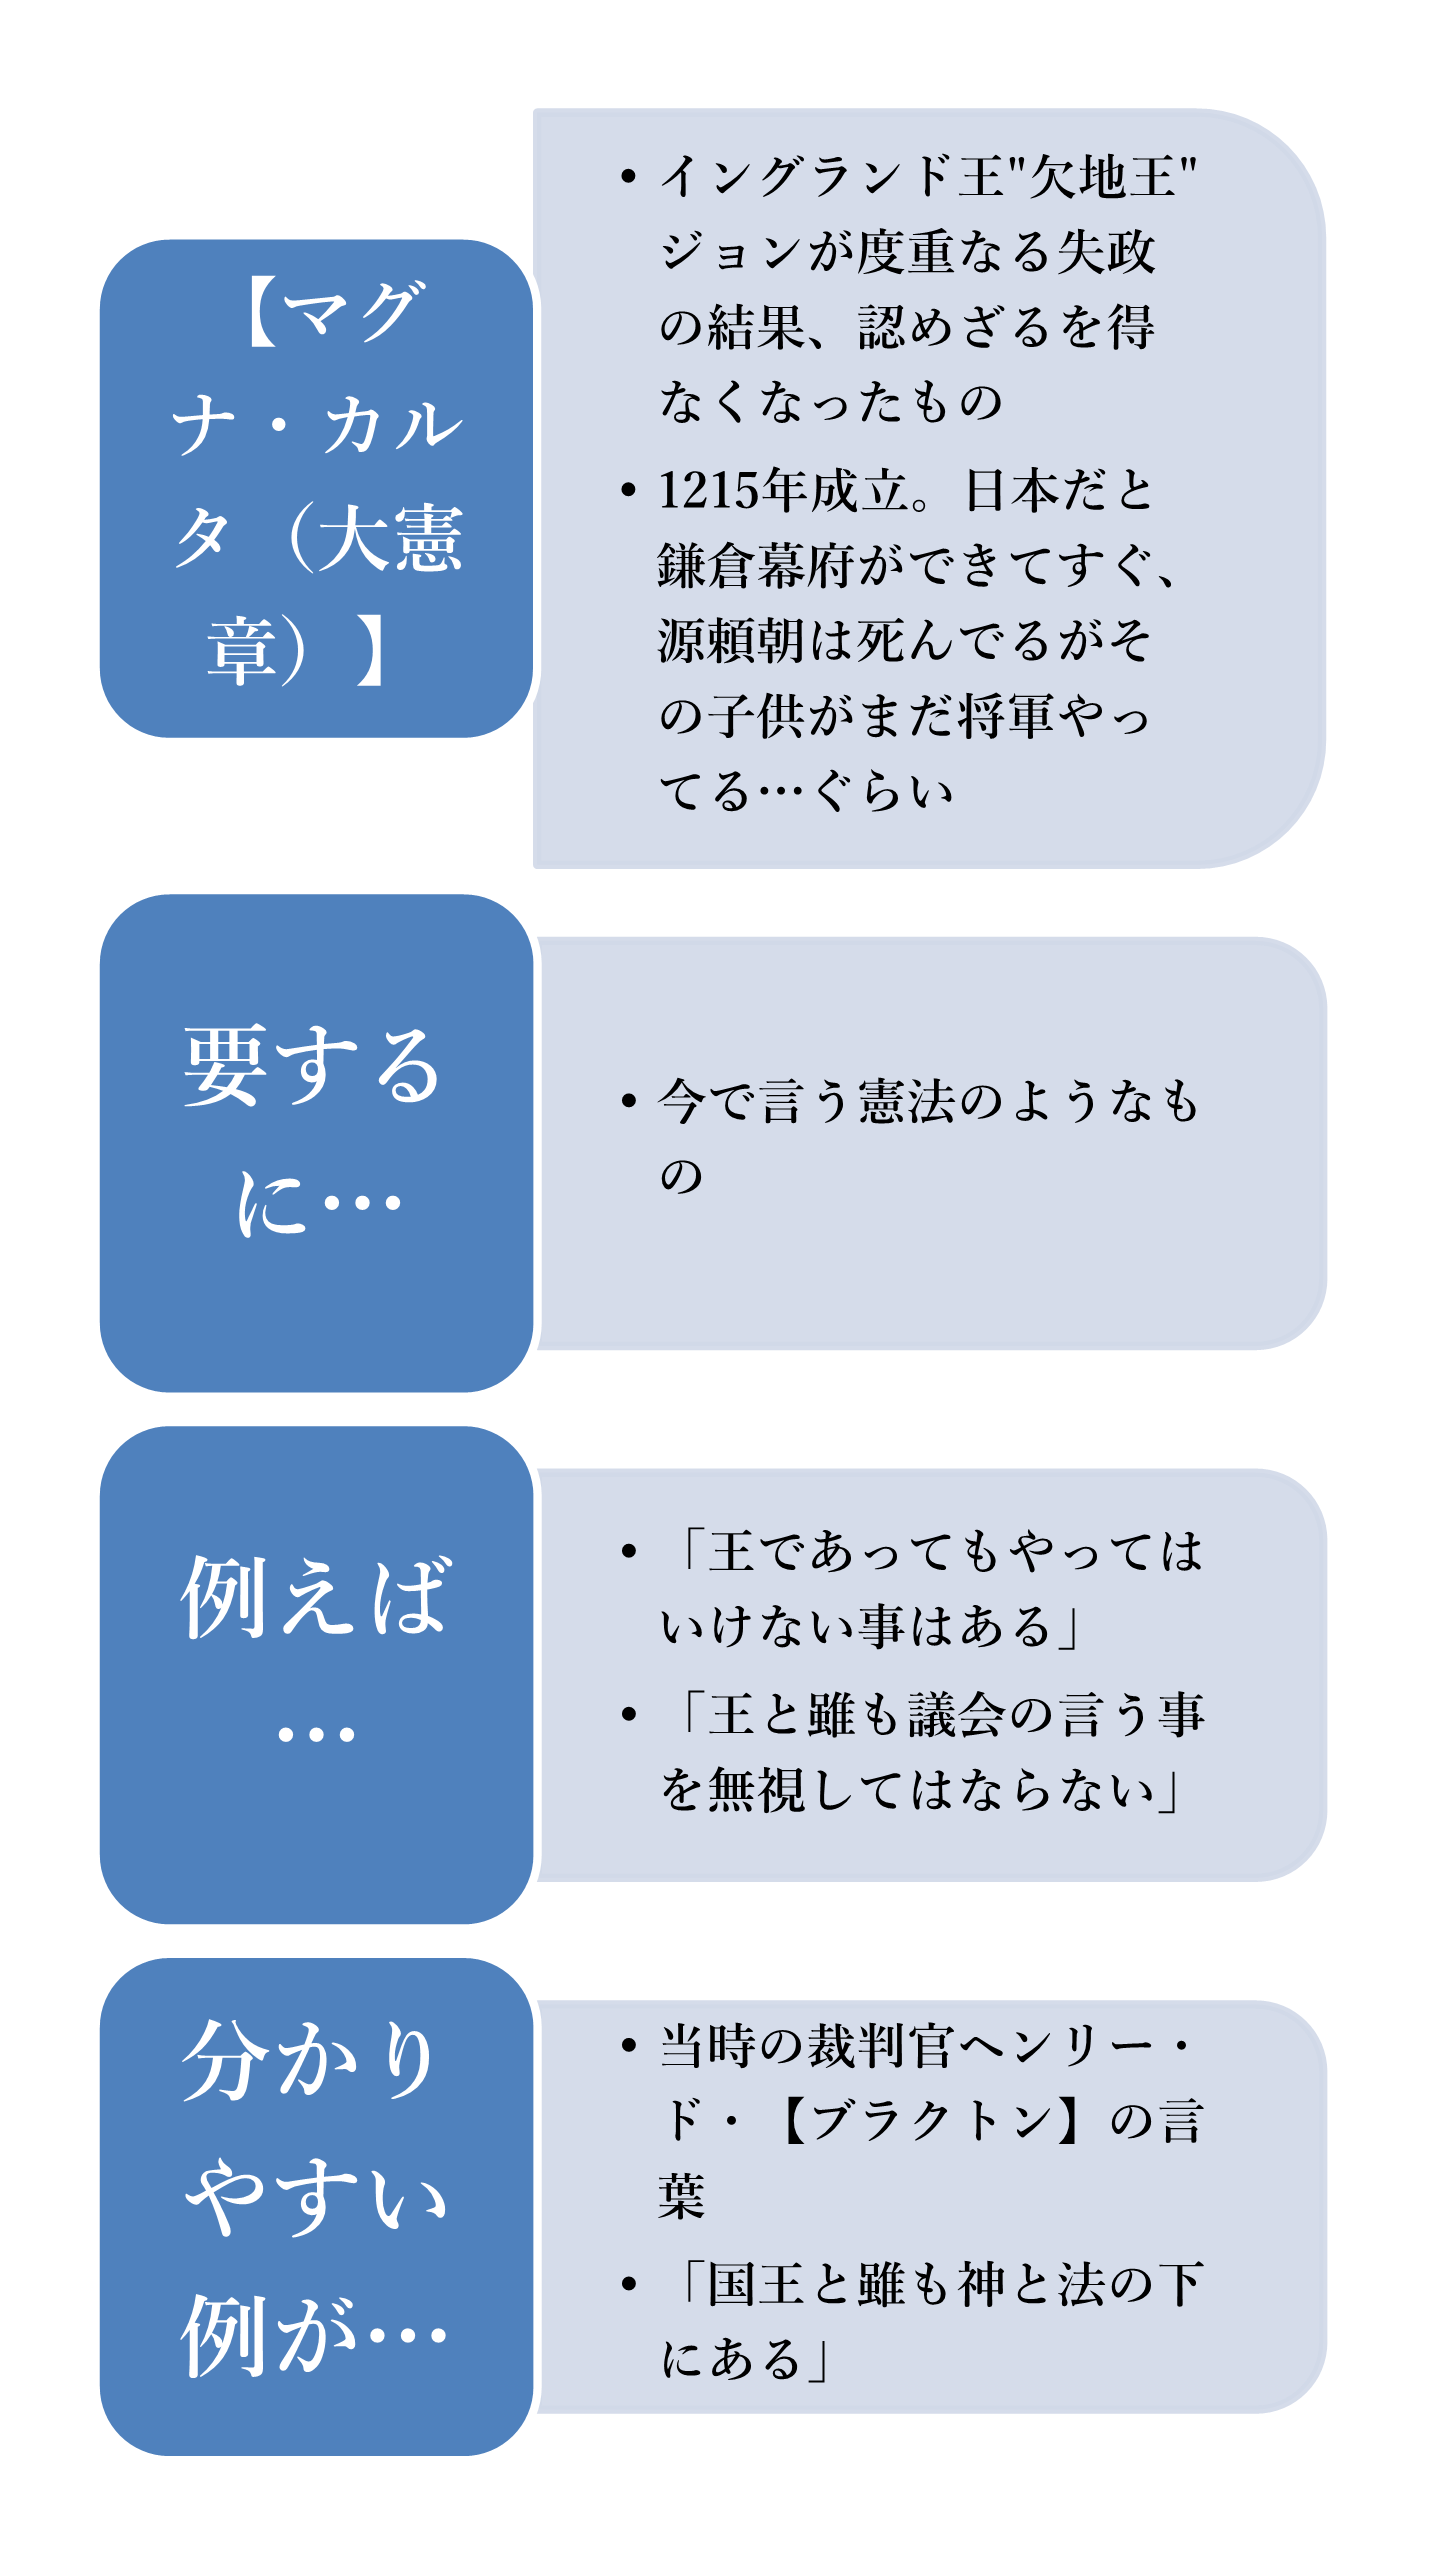 【マグ
ナ・カル
タ（大憲
章）】
・イングランド王"欠地王"
ジョンが度重なる失政
の結果、認めざるを得
なくなったもの
・1215年成立。日本だと
鎌倉幕府ができてすぐ、
源頼朝は死んでるがそ
の子供がまだ将軍やっ
てる…ぐらい
要する
に…
・今で言う憲法のようなも
の
例えば
…
・「王であってもやっては
いけない事はある」
・「王と雖も議会の言う事
を無視してはならない」
分かり
やすい
例が…
・当時の裁判官ヘンリー・
ド・【ブラクトン】の言
葉
・「国王と雖も神と法の下
にある」